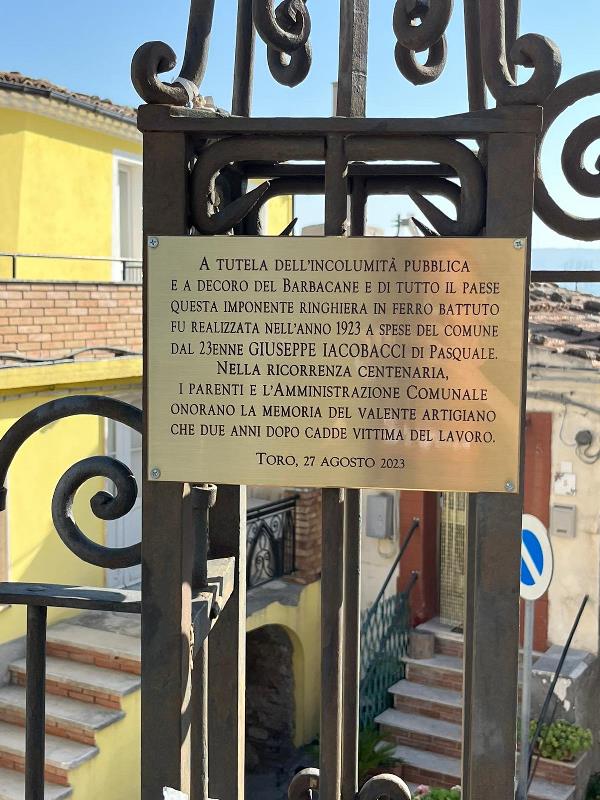 A TUTELA DELL'INCOLUMITÀ PUBBLICA
E A DECORO DEL BARBACANE E DI TUTTO IL PAESE
QUESTA IMPONENTE RINGHIERA IN FERRO BATTUTO
FU REALIZZATA NELL'ANNO 1923 A SPESE DEL COMUNE
DAL 23ENNE GIUSEPPE IACOBACCI DI PASQUALE.
NELLA RICORRENZA CENTENARIA,
I PARENTI E L'AMMINISTRAZIONE COMUNALE
ONORANO LA MEMORIA DEL VALENTE ARTIGIANO
CHE DUE ANNI DOPO CADDE VITTIMA DEL LAVORO.
TORO, 27 AGOSTO 2023